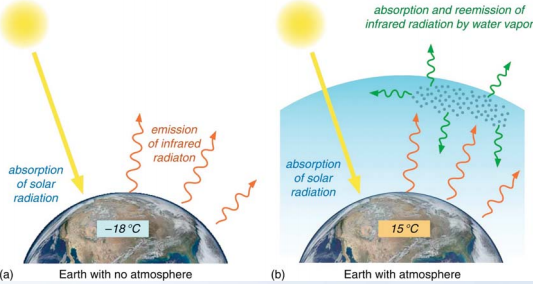 absorption and reemission of
infrared radiation by water vapor
emission
of infrared
radiaton
absorption
of solar
radiation
–18°C
(a) Earth with no atmosphere
absorption
of solar
radiation
15°C
(b) Earth with atmosphere